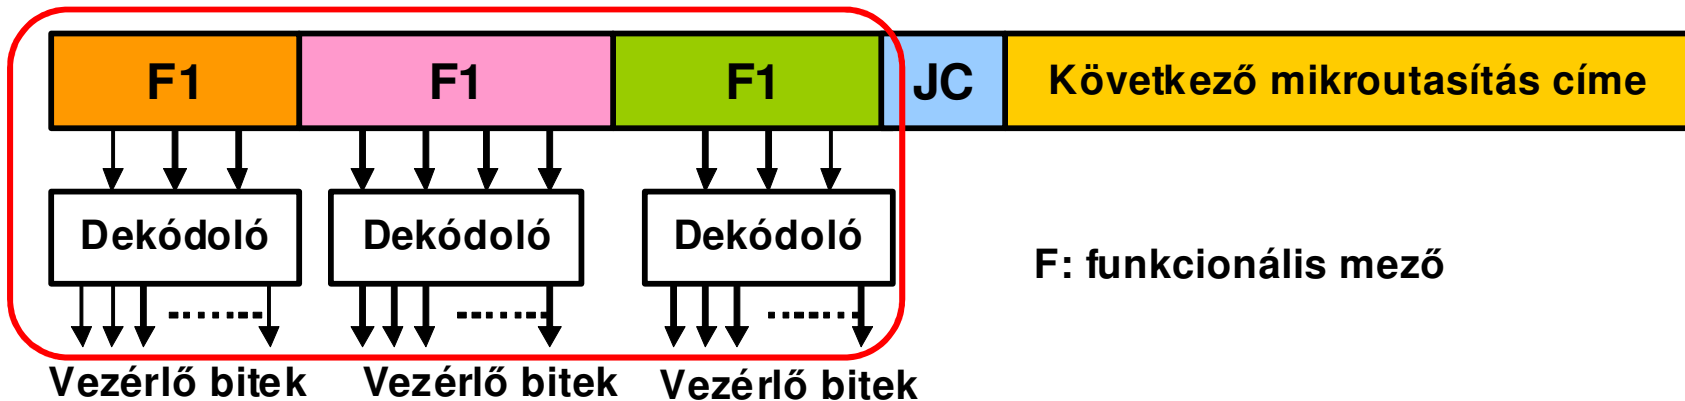 F1 F1 F1 JC Következő mikroutasítás címe
Dekódoló Dekódoló Dekódoló
F: funkcionális mező
Vezérlő bitek Vezérlő bitek Vezérlő bitek